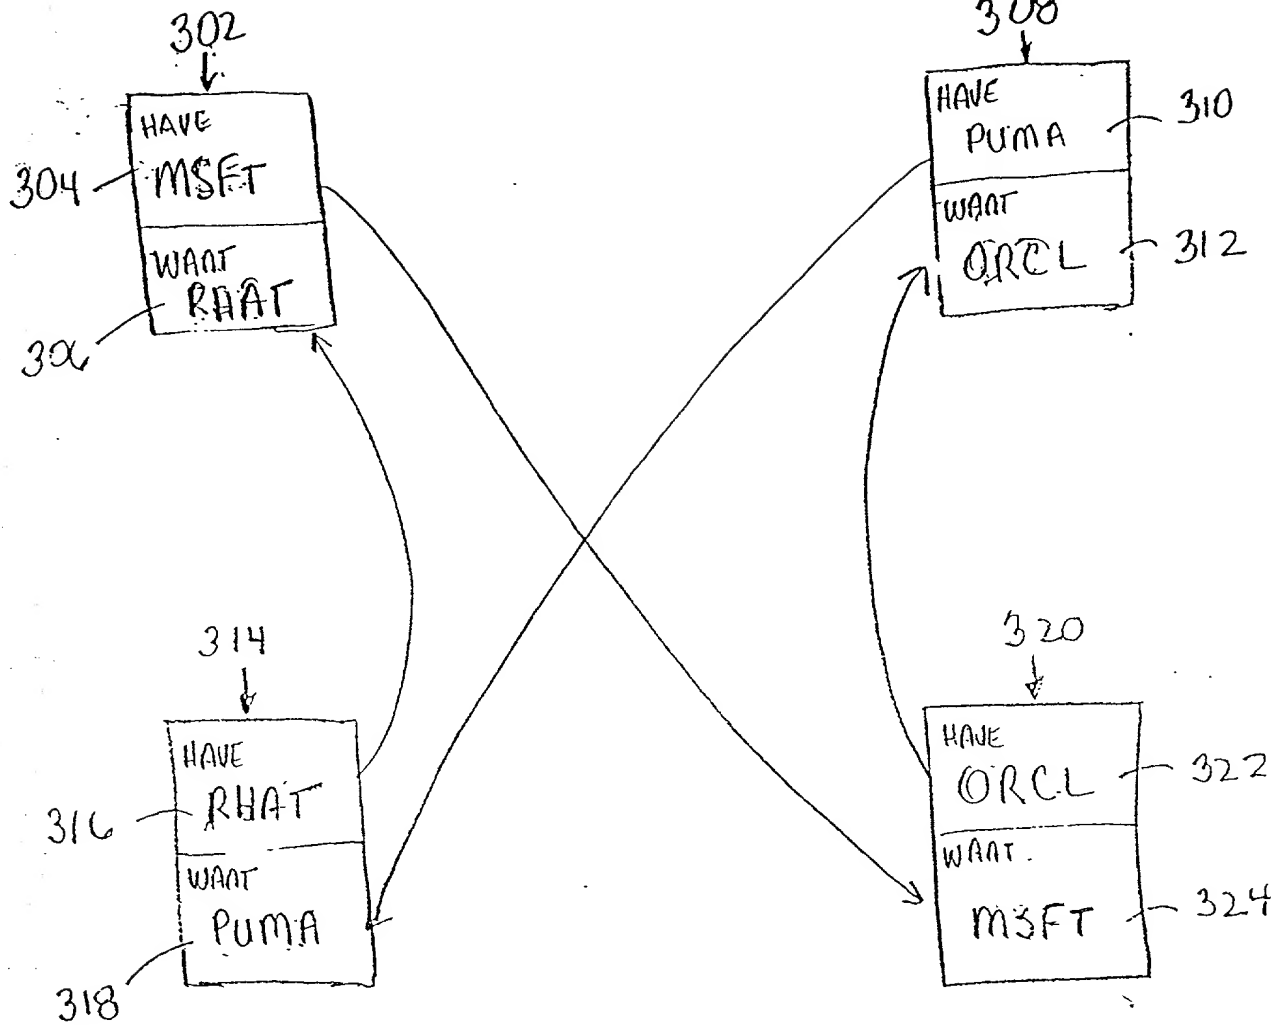 302
308
HAVE
MSFT
304
WANT
RHAT
306
HAVE
PUMA
310
WANT
ORCL
312
314
320
HAVE
RHAT
316
WANT
PUMA
318
HAVE
ORCL
322
WANT.
MSFT
324